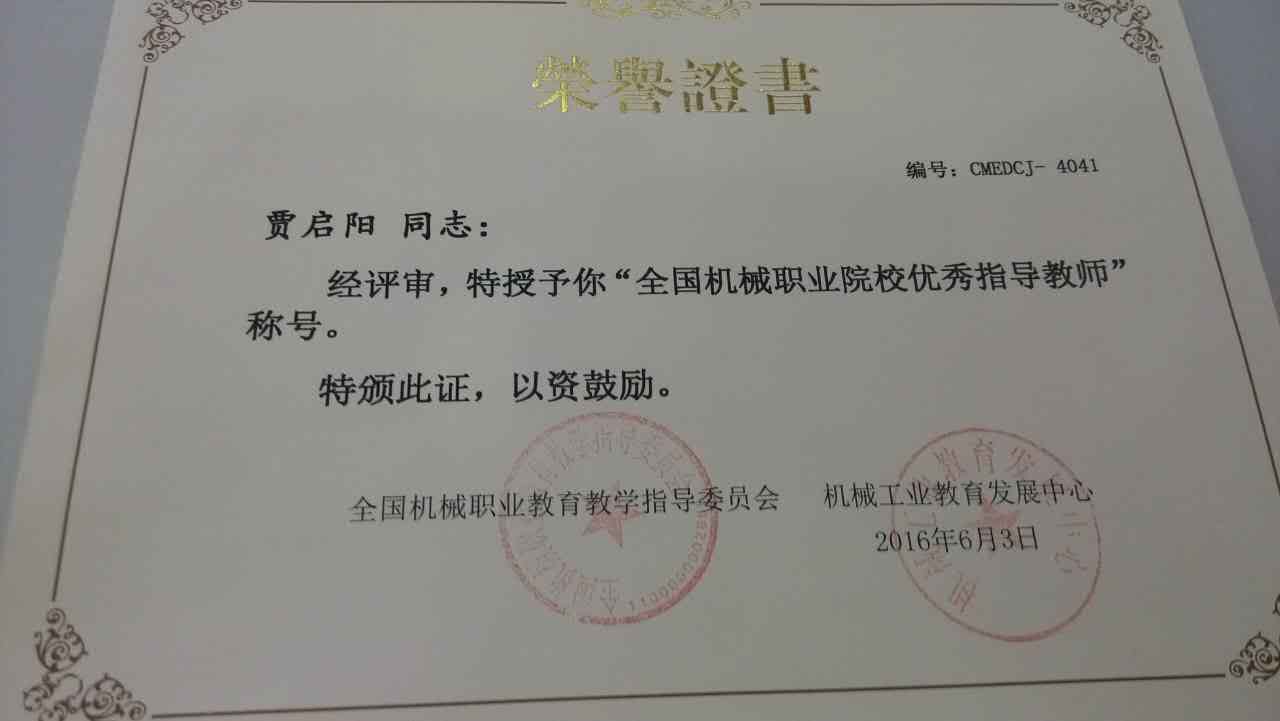 榮譽證書
编号：CMEDCJ- 4041
贾启阳 同志：
经评审，特授予你“全国机械职业院校优秀指导教师”
称号。
特颁此证，以资鼓励。
全国机械职业教育教学指导委员会 机械工业教育发展中心
2016年6月3日